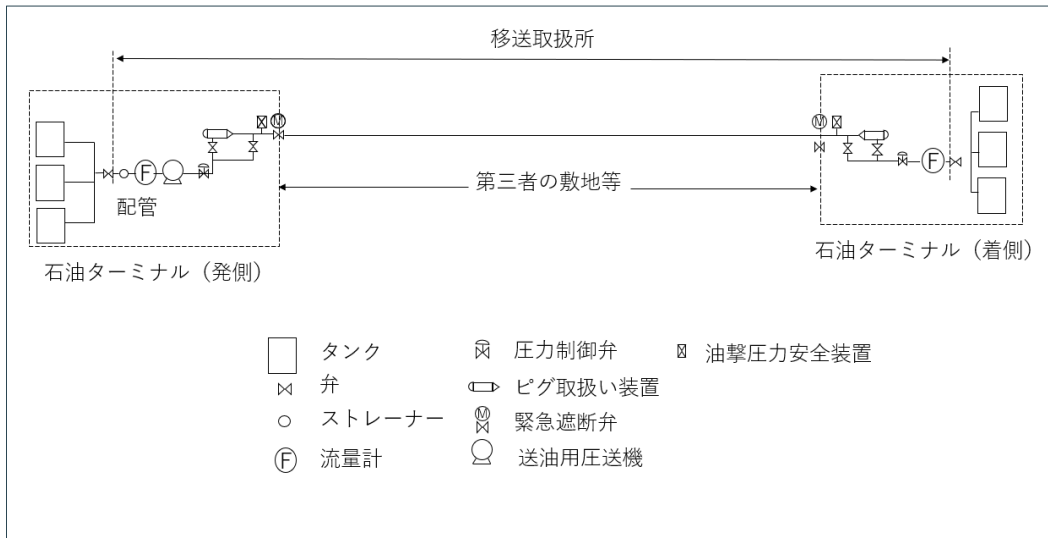 移送取扱所
M
M
F
F
配管
第三者の敷地等
石油ターミナル（発側）
石油ターミナル（着側）
タンク
圧力制御弁
油撃圧力安全装置
弁
ピグ取扱い装置
ストレーナー
M
緊急遮断弁
F
流量計
送油用圧送機